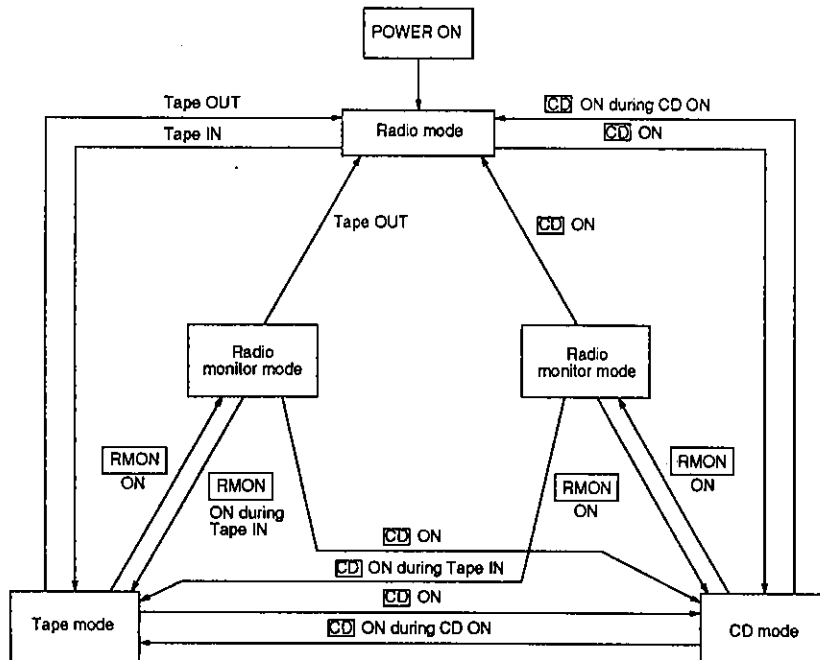 POWER ON
Tape OUT
CD ON during CD ON
Radio mode
Tape IN
CD ON
Tape OUT
CD ON
Radio
monitor mode
Radio
monitor mode
RMON
ON
RMON
ON during
Tape IN
RMON
ON
RMON
ON
CD ON
CD ON during Tape IN
Tape mode
CD ON
CD mode
CD ON during CD ON